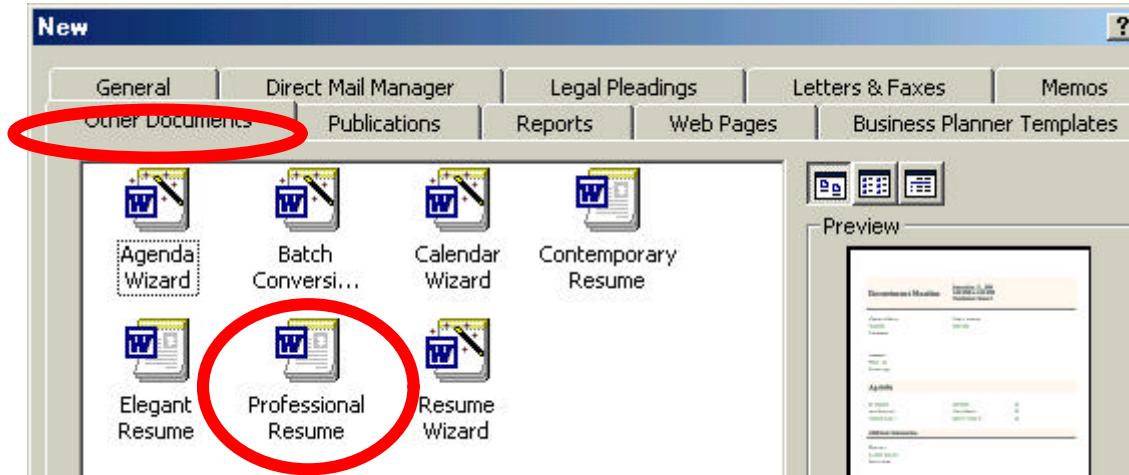 New
?
General Direct Mail Manager Legal Pleadings Letters & Faxes Memos
Other Documents Publications Reports Web Pages Business Planner Templates
Agenda Wizard
Batch Conversi...
Calendar Wizard
Contemporary Resume
Elegant Resume
Professional Resume
Resume Wizard
Preview
Agenda